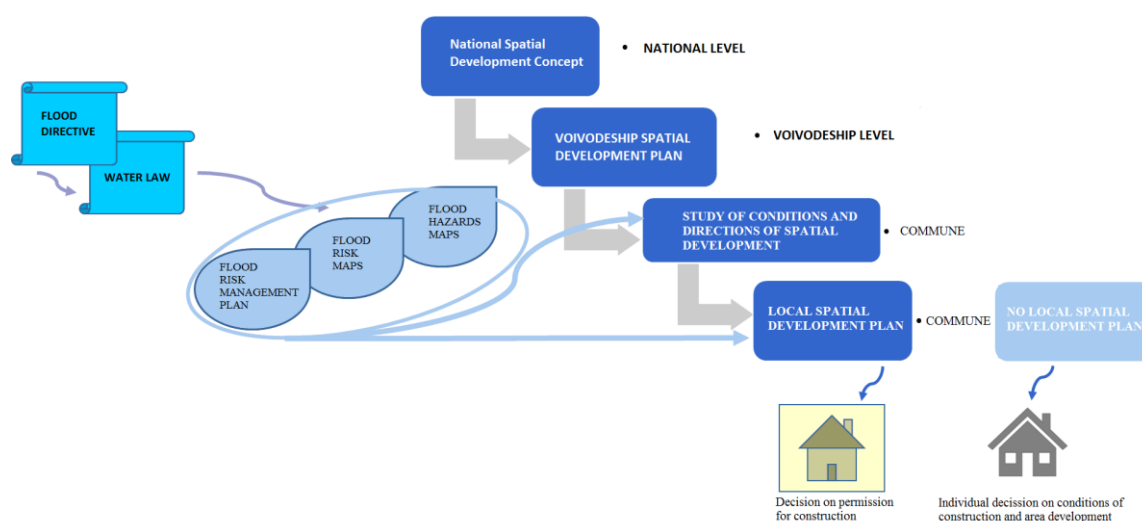 National Spatial
Development Concept
• NATIONAL LEVEL
FLOOD
DIRECTIVE
WATER LAW
VOIVODESHIP SPATIAL
DEVELOPMENT PLAN
• VOIVODESHIP LEVEL
FLOOD
HAZARDS
MAPS
FLOOD
RISK
MAPS
FLOOD
RISK
MANAGEMENT
PLAN
STUDY OF CONDITIONS AND
DIRECTIONS OF SPATIAL
DEVELOPMENT
• COMMUNE
LOCAL SPATIAL
DEVELOPMENT PLAN
• COMMUNE
NO LOCAL SPATIAL
DEVELOPMENT PLAN
Decision on permission
for construction
Individual decission on conditions of
construction and area development